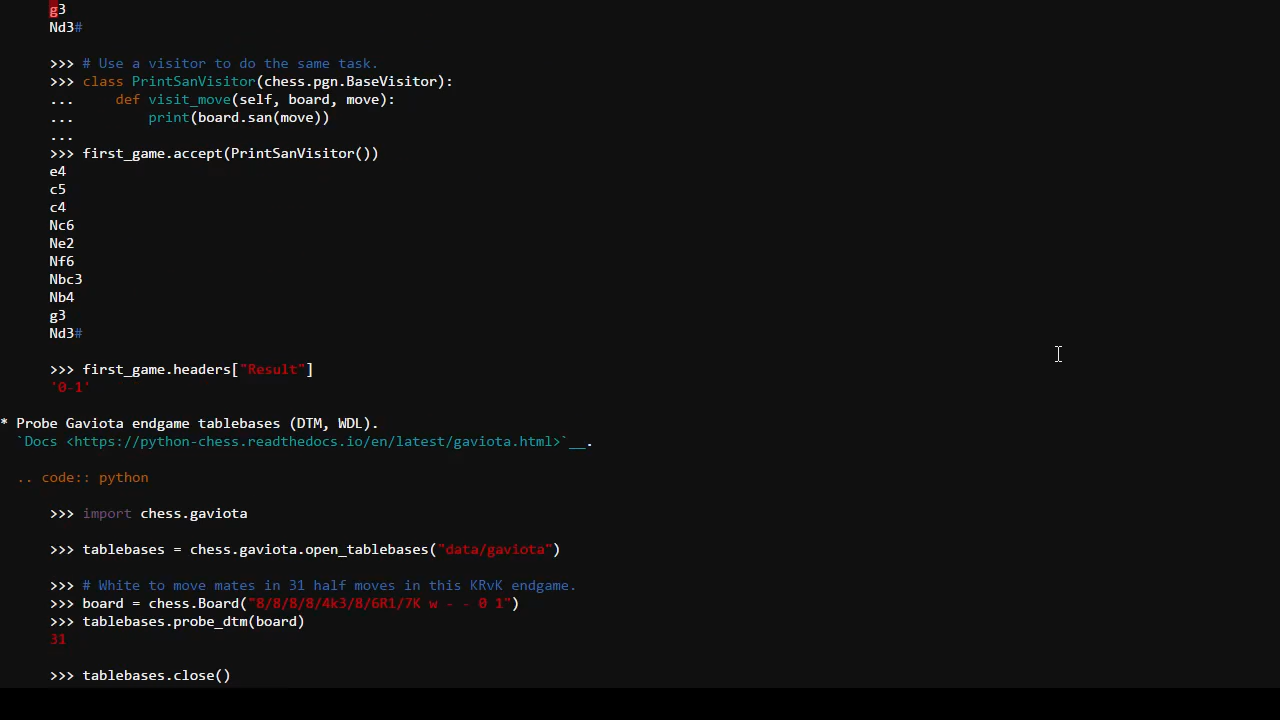 g3
Nd3#
>>> # Use a visitor to do the same task.
>>> class PrintSanVisitor(chess.pgn.BaseVisitor):
...     def visit_move(self, board, move):
...         print(board.san(move))
...
>>> first_game.accept(PrintSanVisitor())
e4
c5
c4
Nc6
Ne2
Nf6
Nbc3
Nb4
g3
Nd3#
>>> first_game.headers["Result"]
'0-1'
* Probe Gaviota endgame tablebases (DTM, WDL).
`Docs <https://python-chess.readthedocs.io/en/latest/gaviota.html>`__.
.. code:: python
>>> import chess.gaviota
>>> tablebases = chess.gaviota.open_tablebases("data/gaviota")
>>> # White to move mates in 31 half moves in this KRvK endgame.
>>> board = chess.Board("8/8/8/8/4k3/8/6R1/7K w - - 0 1")
>>> tablebases.probe_dtm(board)
31
>>> tablebases.close()